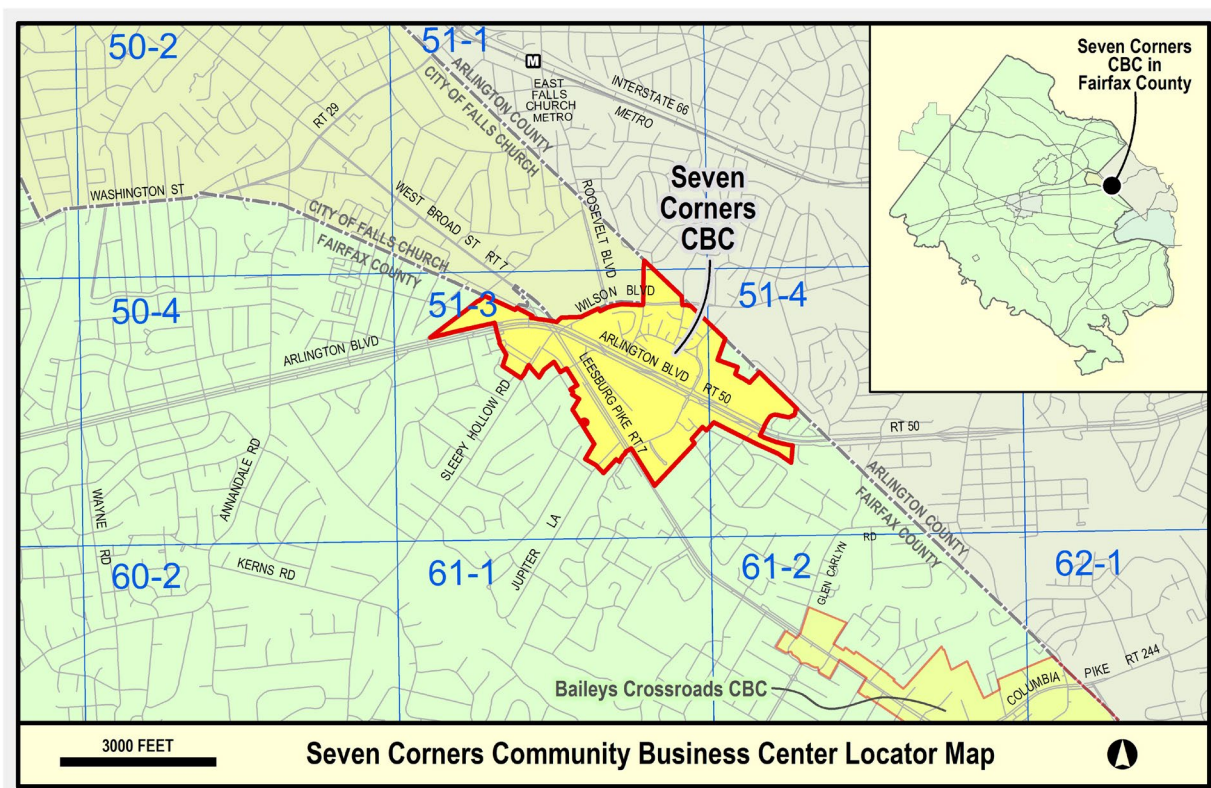 50-2
51-1
Seven Corners
CBC in
Fairfax County
M
EAST
FALLS
CHURCH
METRO
ARLINGTON COUNTY
CITY OF FALLS CHURCH
INTERSTATE 66
METRO
RT 29
WASHINGTON ST
WEST BROAD ST
RT 7
ROOSEVELT BLVD
Seven
Corners
CBC
CITY OF FALLS CHURCH
FAIRFAX COUNTY
50-4
51-3
WILSON BLVD
51-4
ARLINGTON BLVD
ARLINGTON BLVD
RT 50
LEESBURG PIKE RT 7
SLEEPY HOLLOW RD
RT 50
ANNANDALE RD
WAYNE RD
ARLINGTON COUNTY
FAIRFAX COUNTY
60-2
KERNS RD
61-1
JUPITER LA
61-2
GLEN CARLYN RD
62-1
Baileys Crossroads CBC
COLUMBIA PIKE RT 244
3000 FEET
Seven Corners Community Business Center Locator Map